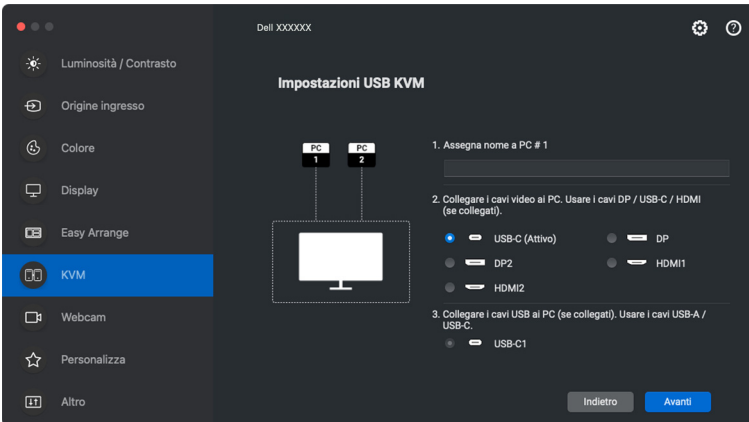 Dell XXXXXX
Luminosità / Contrasto
Origine ingresso
Colore
Display
Easy Arrange
KVM
Webcam
Personalizza
Altro
Impostazioni USB KVM
PC
1
PC
2
1. Assegna nome a PC # 1
2. Collegare i cavi video ai PC. Usare i cavi DP / USB-C / HDMI
(se collegati).
USB-C (Attivo)
DP
DP2
HDMI1
HDMI2
3. Collegare i cavi USB ai PC (se collegati). Usare i cavi USB-A /
USB-C.
USB-C1
Indietro
Avanti